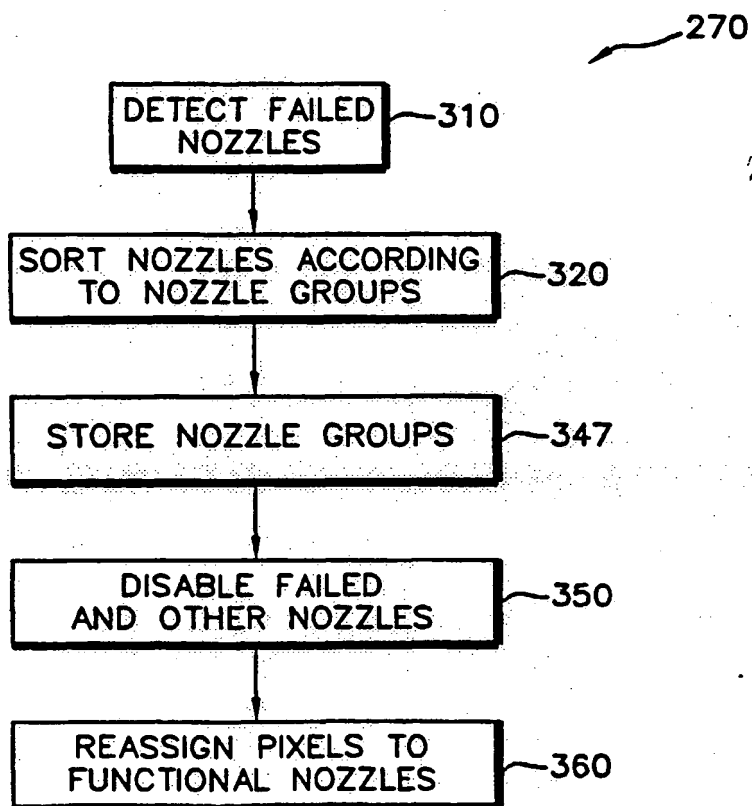 270
DETECT FAILED
NOZZLES
310
SORT NOZZLES ACCORDING
TO NOZZLE GROUPS
320
STORE NOZZLE GROUPS
347
DISABLE FAILED
AND OTHER NOZZLES
350
REASSIGN PIXELS TO
FUNCTIONAL NOZZLES
360